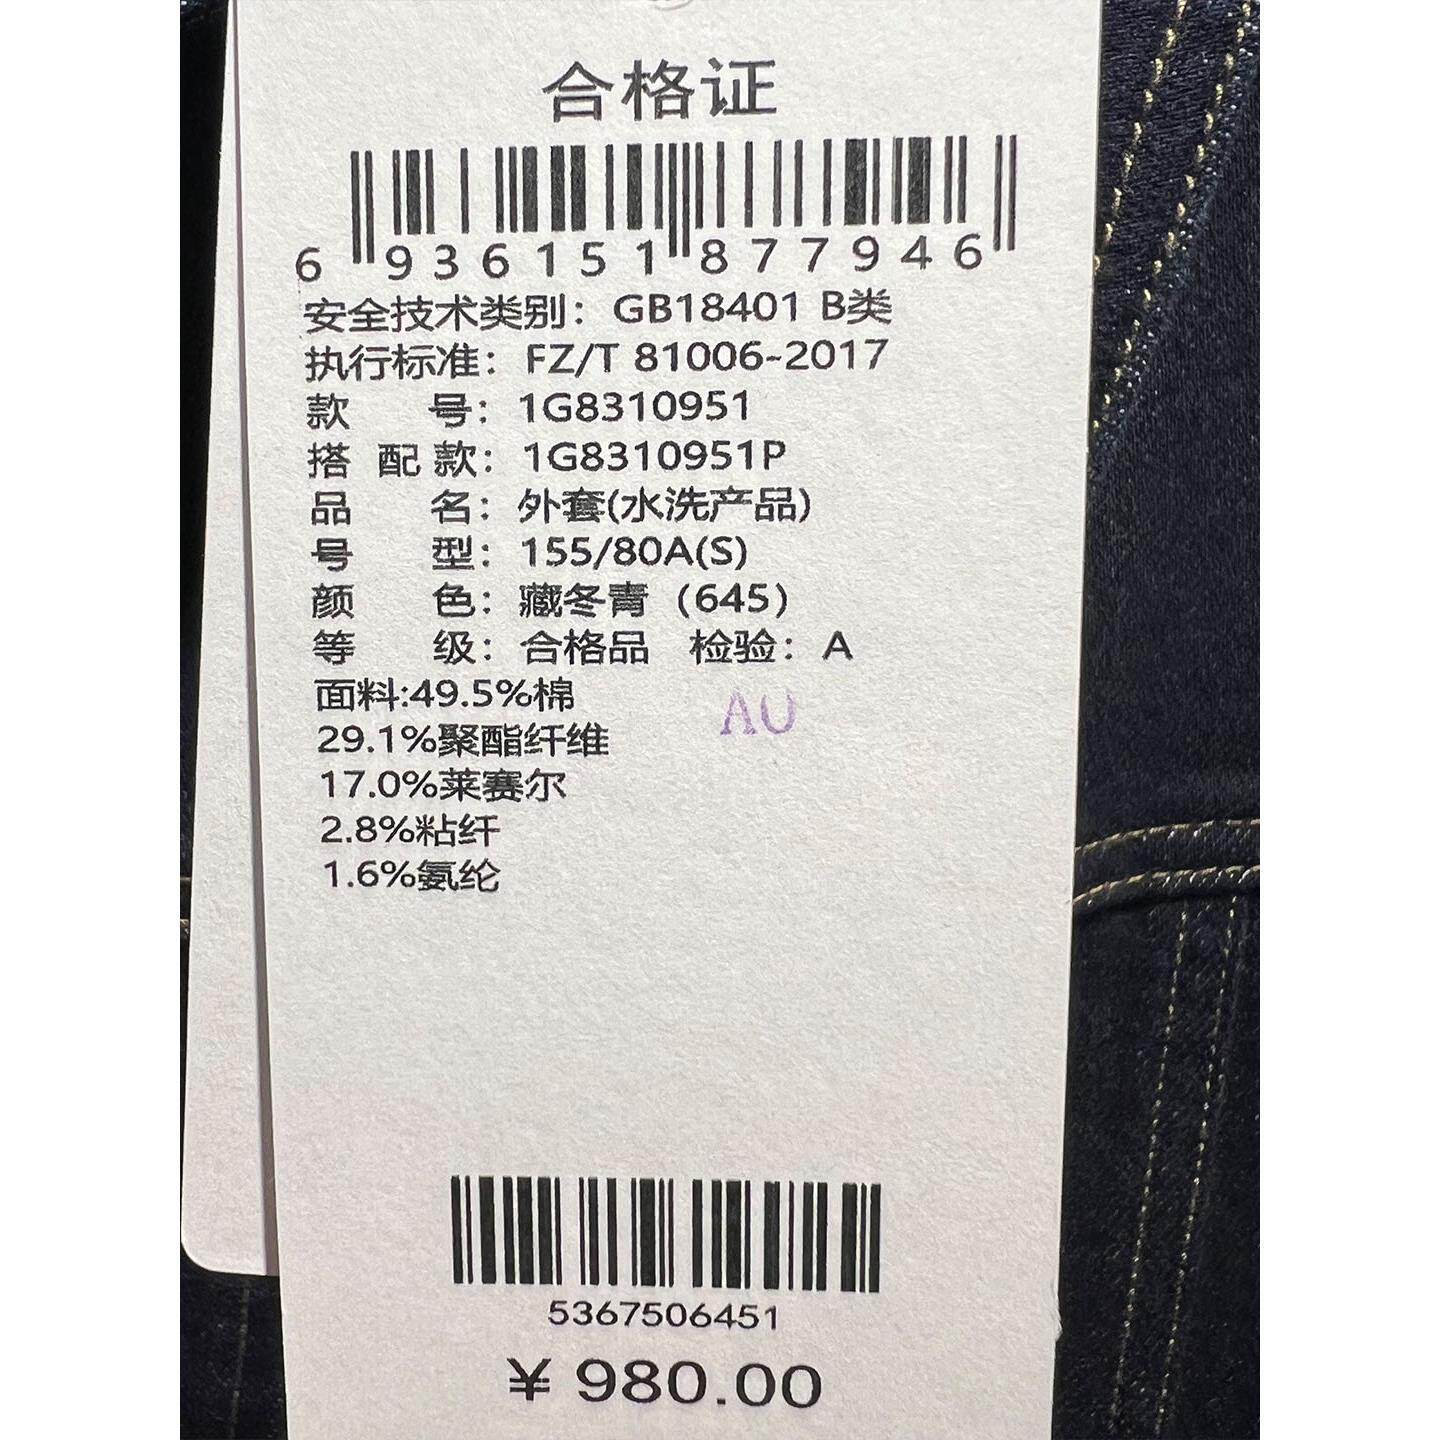 合格证
6 936151 877946
安全技术类别：GB18401 B类
执行标准：FZ/T 81006-2017
款 号：1G8310951
搭 配 款：1G8310951P
品 名：外套(水洗产品)
号 型：155/80A(S)
颜 色：藏冬青（645）
等 级：合格品 检验：A
面料:49.5%棉
AU
29.1%聚酯纤维
17.0%莱赛尔
2.8%粘纤
1.6%氨纶
5367506451
¥ 980.00